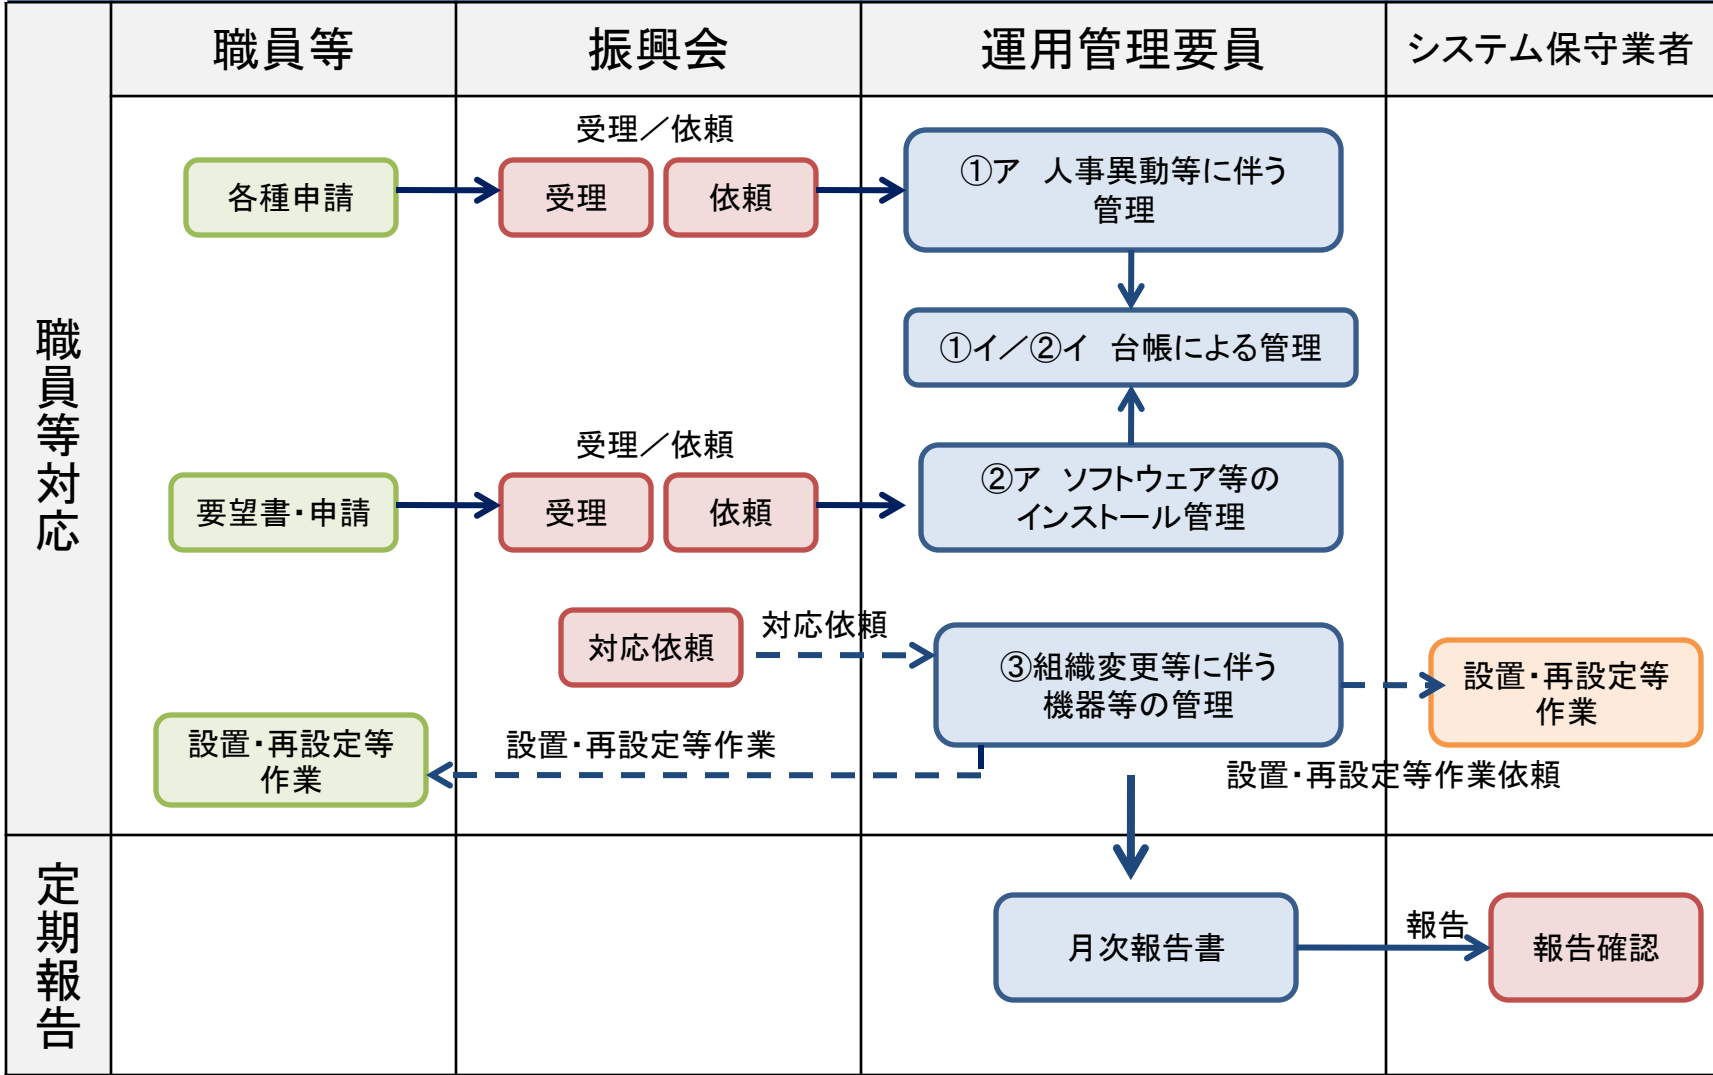 職員等
振興会
運用管理要員
システム保守業者
職員等対応
受理／依頼
各種申請
受理
依頼
①ア　人事異動等に伴う
管理
①イ／②イ　台帳による管理
受理／依頼
要望書・申請
受理
依頼
②ア　ソフトウェア等の
インストール管理
対応依頼
対応依頼
③組織変更等に伴う
機器等の管理
設置・再設定等
作業
設置・再設定等
作業
設置・再設定等作業
設置・再設定等作業依頼
定期報告
月次報告書
報告
報告確認